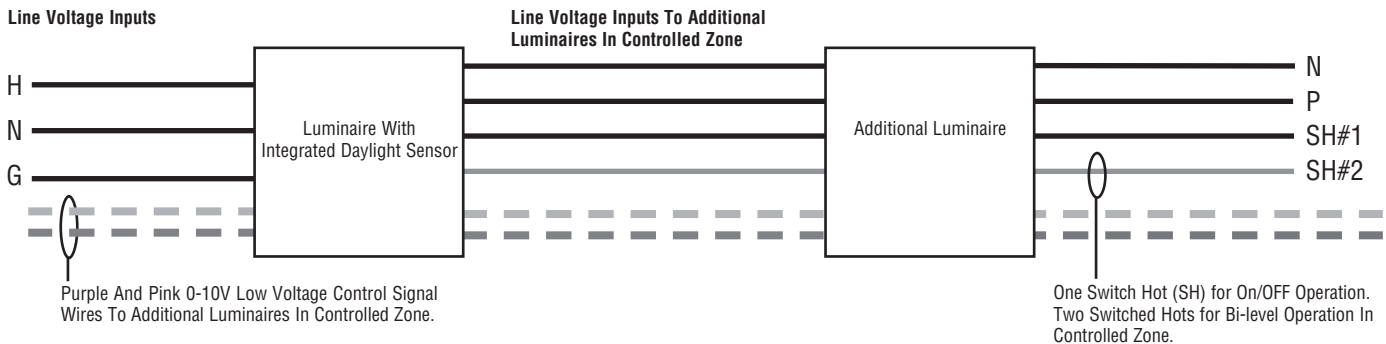 Line Voltage Inputs
Line Voltage Inputs To Additional
Luminaires In Controlled Zone
H
N
G
Luminaire With
Integrated Daylight Sensor
Additional Luminaire
N
P
SH#1
SH#2
Purple And Pink 0-10V Low Voltage Control Signal
Wires To Additional Luminaires In Controlled Zone.
One Switch Hot (SH) for On/OFF Operation.
Two Switched Hots for Bi-level Operation In
Controlled Zone.